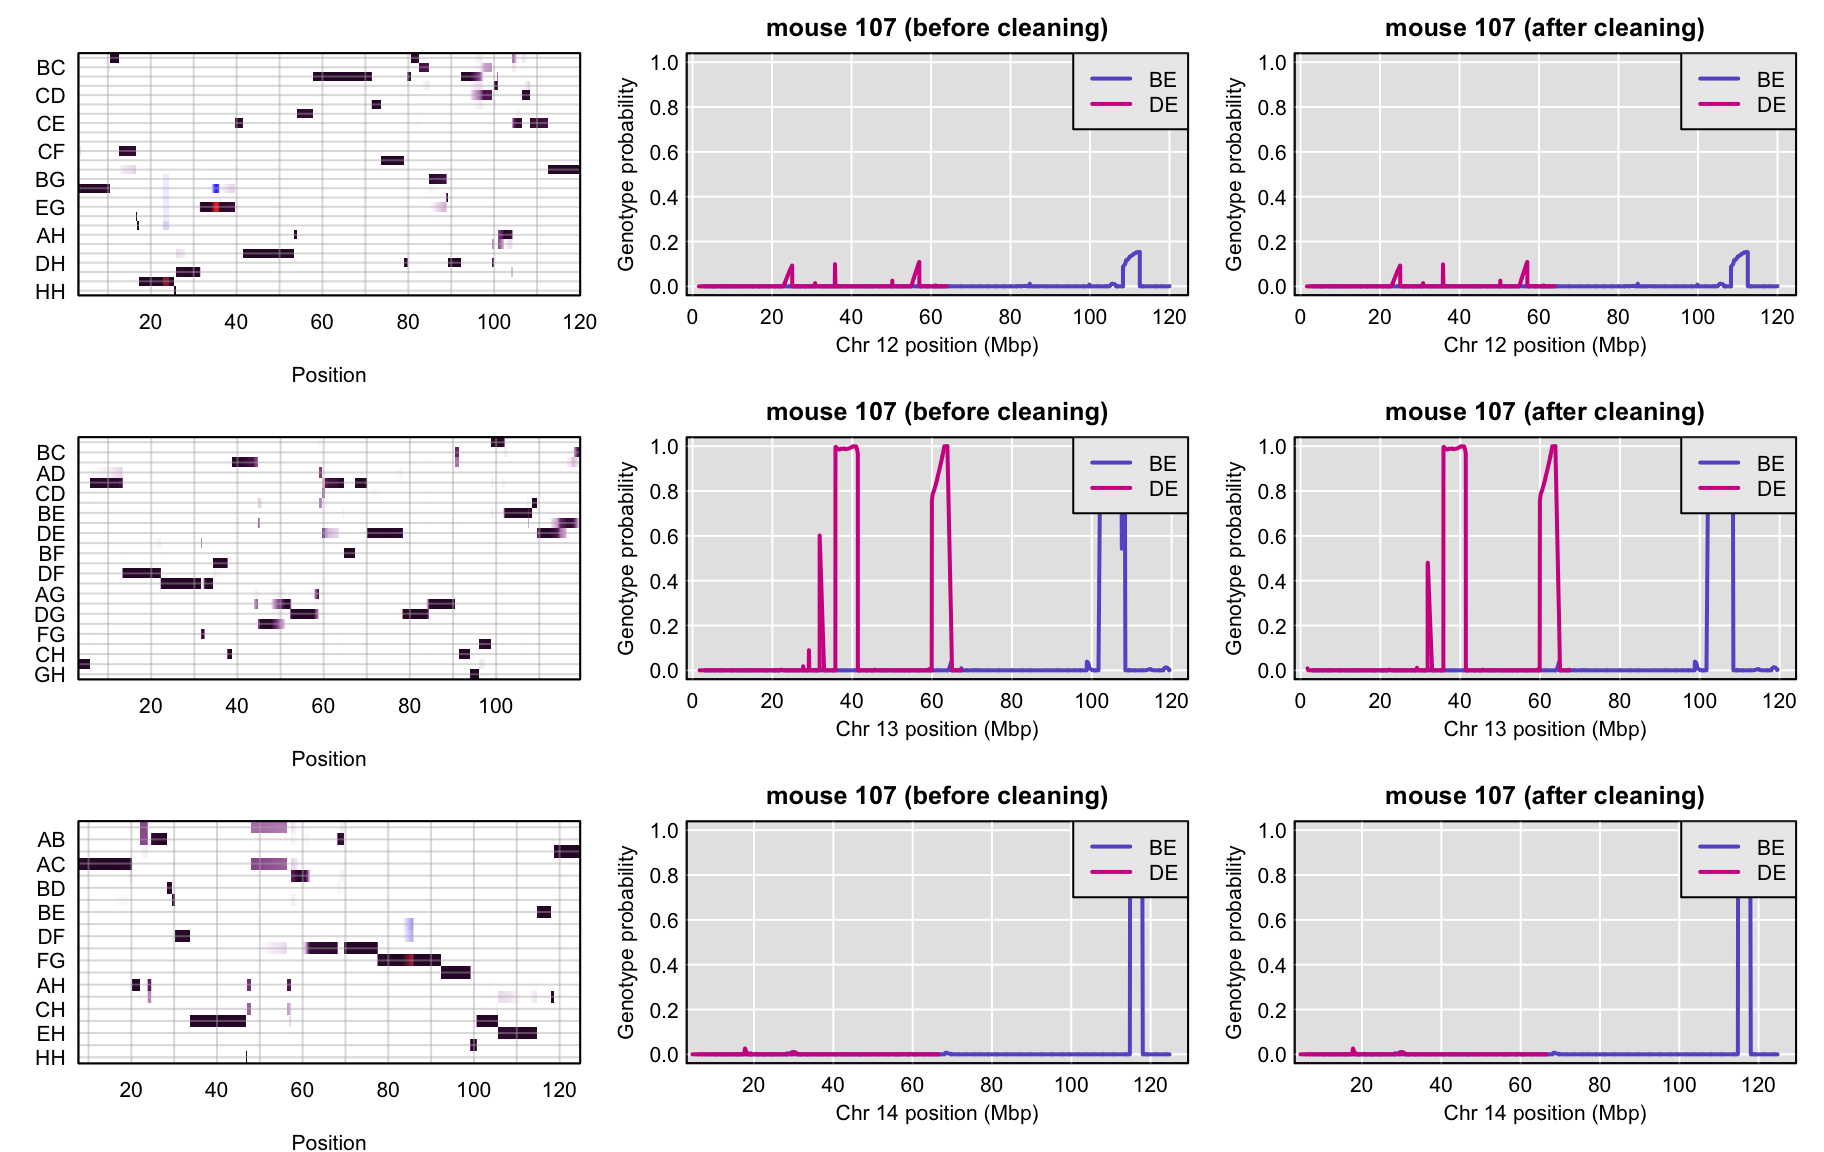 BC
CD
CE
CF
BG
EG
AH
DH
HH
20 40 60 80 100 120
Position
mouse 107 (before cleaning)
Genotype probability
1.0
0.8
0.6
0.4
0.2
0.0
BE
DE
0 20 40 60 80 100 120
Chr 12 position (Mbp)
mouse 107 (after cleaning)
Genotype probability
1.0
0.8
0.6
0.4
0.2
0.0
BE
DE
0 20 40 60 80 100 120
Chr 12 position (Mbp)
BC
AD
CD
BE
DE
BF
DF
AG
DG
FG
CH
GH
20 40 60 80 100
Position
mouse 107 (before cleaning)
Genotype probability
1.0
0.8
0.6
0.4
0.2
0.0
BE
DE
0 20 40 60 80 100 120
Chr 13 position (Mbp)
mouse 107 (after cleaning)
Genotype probability
1.0
0.8
0.6
0.4
0.2
0.0
BE
DE
0 20 40 60 80 100 120
Chr 13 position (Mbp)
AB
AC
BD
BE
DF
FG
AH
CH
EH
HH
20 40 60 80 100 120
Position
mouse 107 (before cleaning)
Genotype probability
1.0
0.8
0.6
0.4
0.2
0.0
BE
DE
20 40 60 80 100 120
Chr 14 position (Mbp)
mouse 107 (after cleaning)
Genotype probability
1.0
0.8
0.6
0.4
0.2
0.0
BE
DE
20 40 60 80 100 120
Chr 14 position (Mbp)